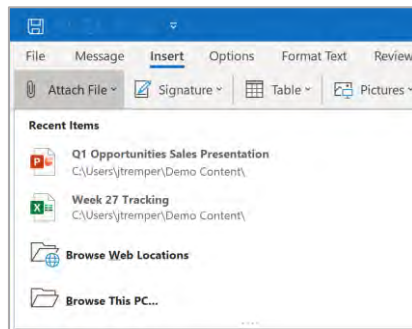 File Message Insert Options Format Text Review
Attach File Signature Table Pictures
Recent Items
Q1 Opportunities Sales Presentation
C:\Users\jtremper\Demo Content\
Week 27 Tracking
C:\Users\jtremper\Demo Content\
Browse Web Locations
Browse This PC...